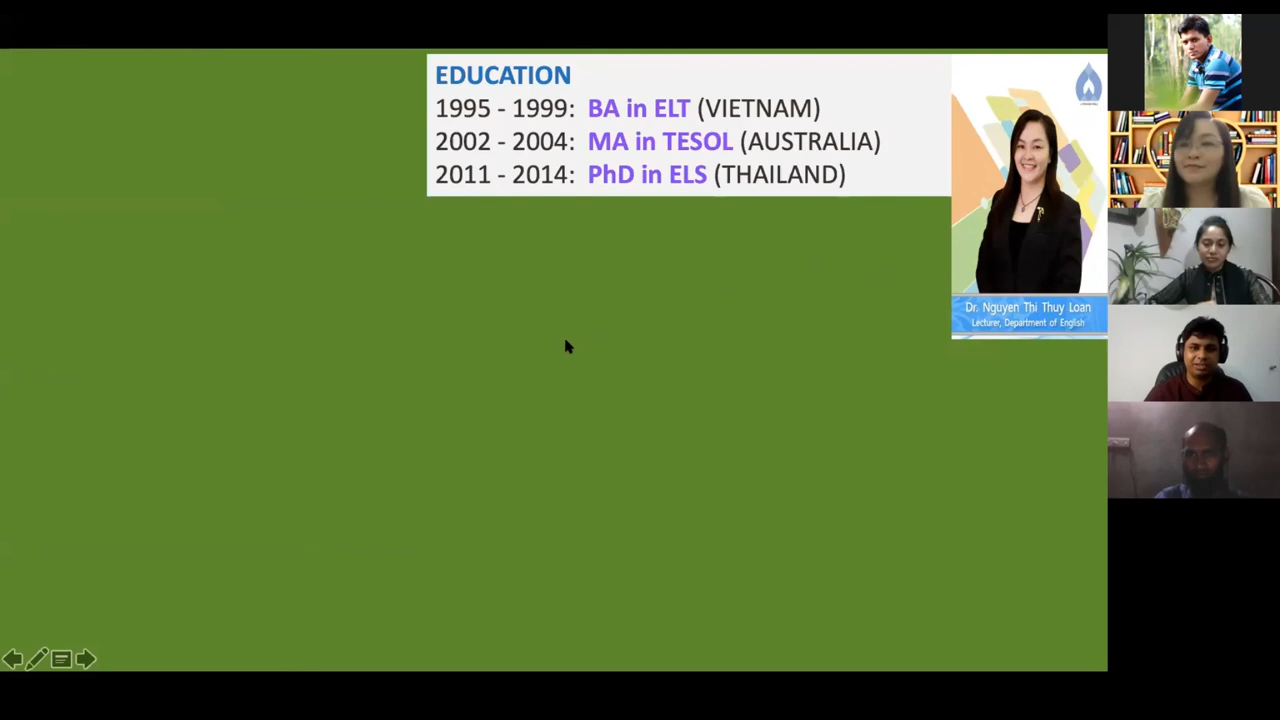 EDUCATION
1995 - 1999: BA in ELT (VIETNAM)
2002 - 2004: MA in TESOL (AUSTRALIA)
2011 - 2014: PhD in ELS (THAILAND)
Dr. Nguyen Thi Thuy Loan
Lecturer, Department of English